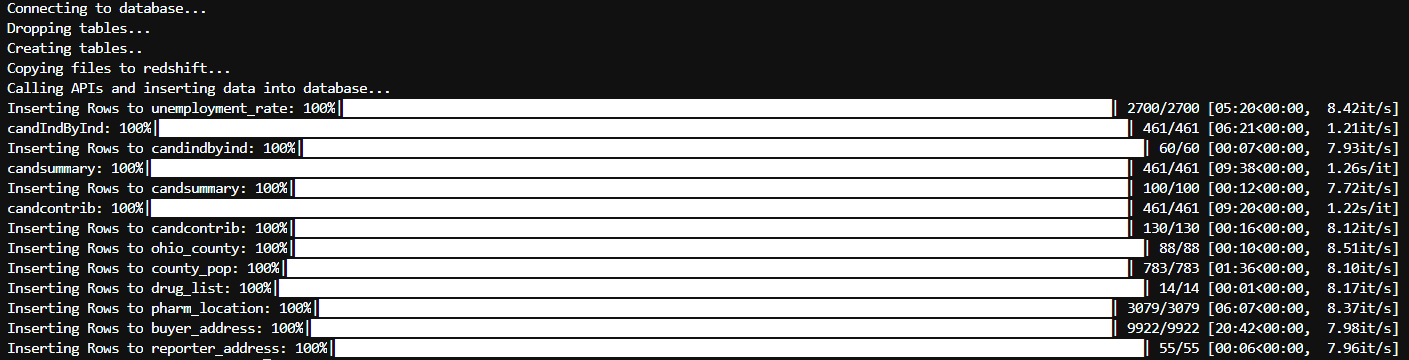 Connecting to database...
Dropping tables...
Creating tables..
Copying files to redshift...
Calling APIs and inserting data into database...
Inserting Rows to unemployment_rate: 100%| | 2700/2700 [05:20<00:00,  8.42it/s]
candIndByInd: 100%| | 461/461 [06:21<00:00,  1.21it/s]
Inserting Rows to candindbyind: 100%| | 60/60 [00:07<00:00,  7.93it/s]
candsummary: 100%| | 461/461 [09:38<00:00,  1.26s/it]
Inserting Rows to candsummary: 100%| | 100/100 [00:12<00:00,  7.72it/s]
candcontrib: 100%| | 461/461 [09:20<00:00,  1.22s/it]
Inserting Rows to candcontrib: 100%| | 130/130 [00:16<00:00,  8.12it/s]
Inserting Rows to ohio_county: 100%| | 88/88 [00:10<00:00,  8.51it/s]
Inserting Rows to county_pop: 100%| | 783/783 [01:36<00:00,  8.10it/s]
Inserting Rows to drug_list: 100%| | 14/14 [00:01<00:00,  8.17it/s]
Inserting Rows to pharm_location: 100%| | 3079/3079 [06:07<00:00,  8.37it/s]
Inserting Rows to buyer_address: 100%| | 9922/9922 [20:42<00:00,  7.98it/s]
Inserting Rows to reporter_address: 100%| | 55/55 [00:06<00:00,  7.96it/s]